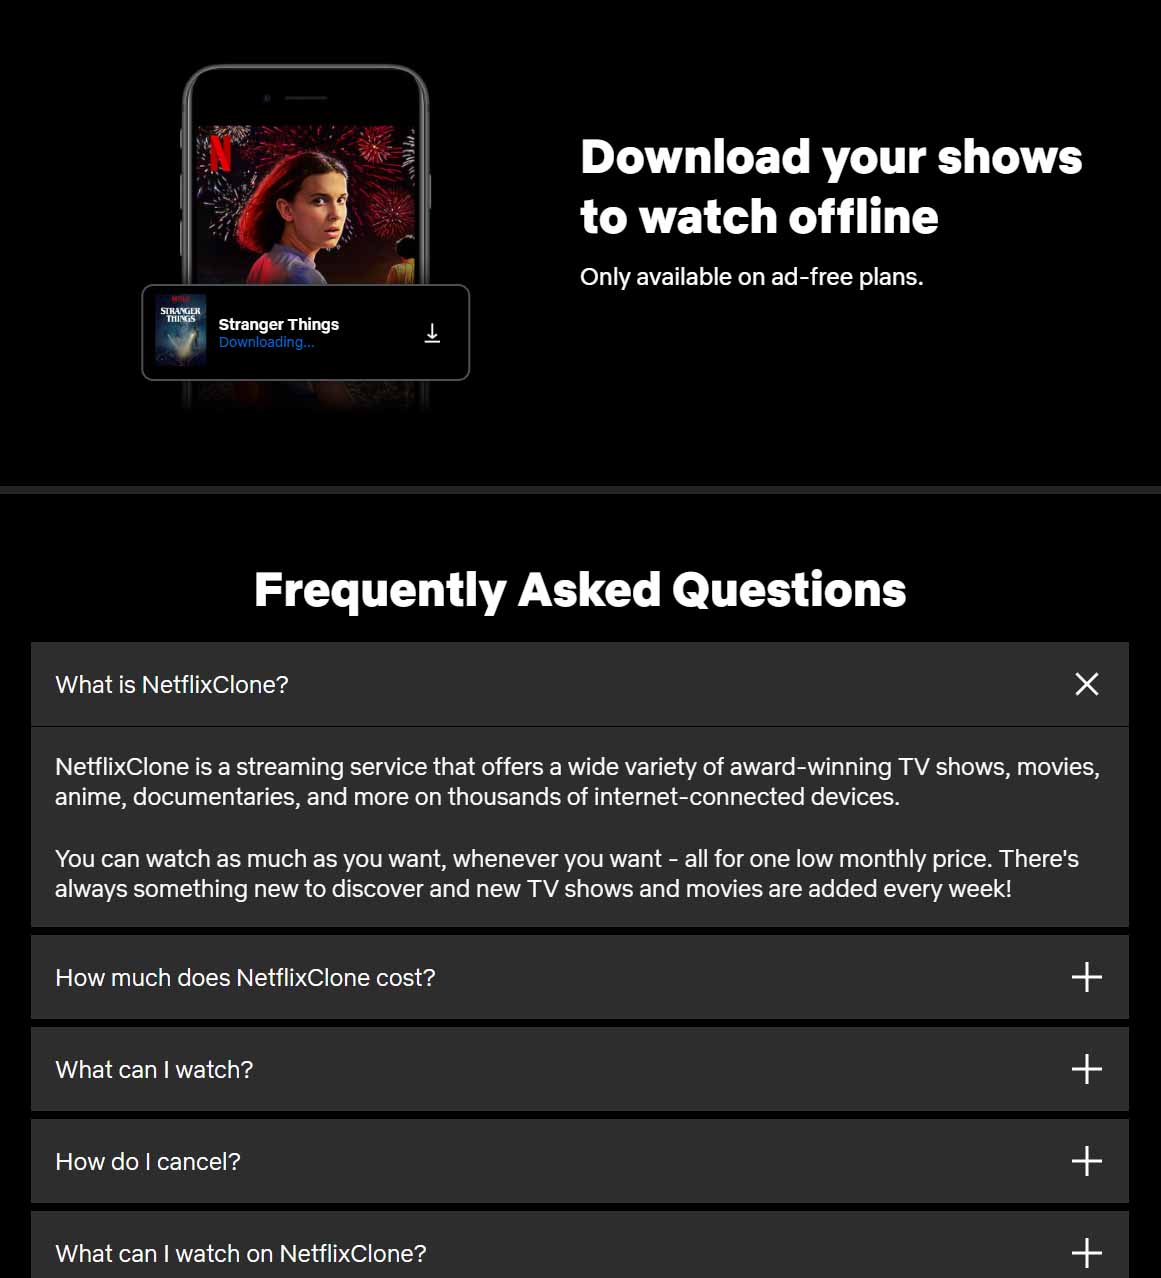 N
Download your shows
to watch offline
Only available on ad-free plans.
NETFLIX
STRANGER
THINGS
Stranger Things
Downloading...
Frequently Asked Questions
What is NetflixClone?
NetflixClone is a streaming service that offers a wide variety of award-winning TV shows, movies,
anime, documentaries, and more on thousands of internet-connected devices.
You can watch as much as you want, whenever you want - all for one low monthly price. There's
always something new to discover and new TV shows and movies are added every week!
How much does NetflixClone cost?
What can I watch?
How do I cancel?
What can I watch on NetflixClone?